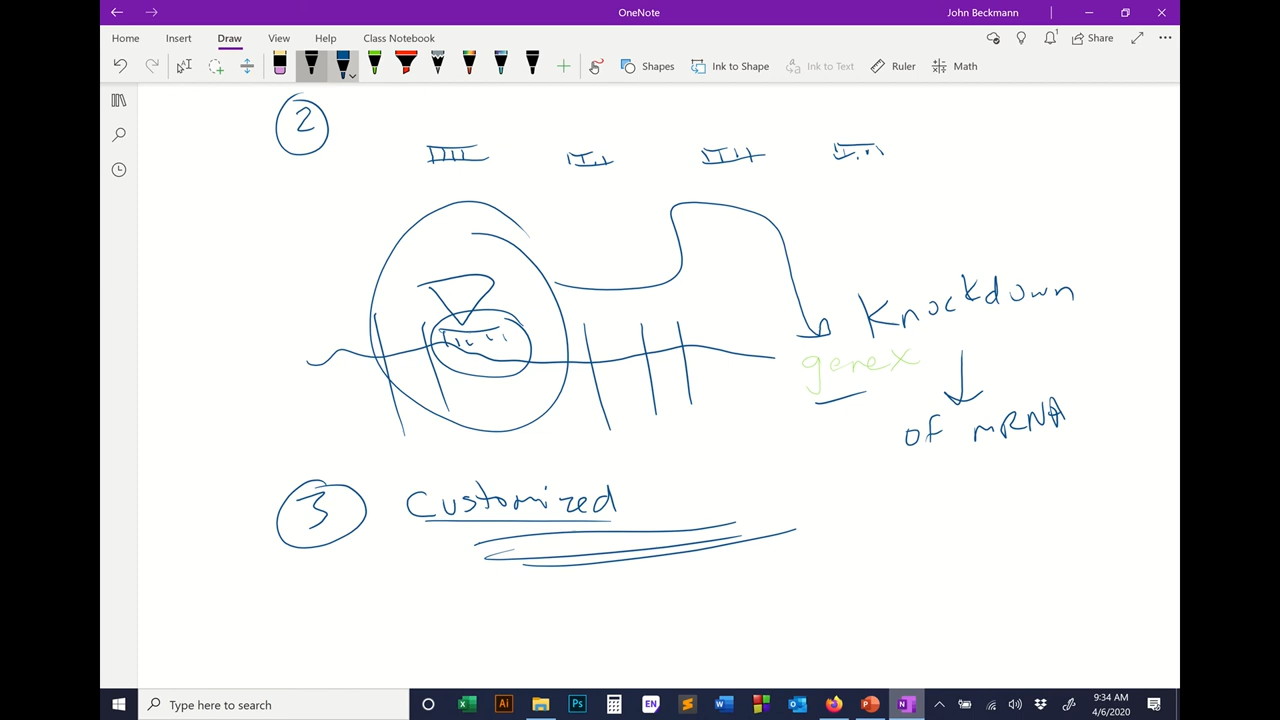 OneNote
John Beckmann
Home Insert Draw View Help Class Notebook
Share
Shapes Ink to Shape Ink to Text Ruler Math
2
Knockdown
genex
of mRNA
3 Customized
Type here to search
EN
9:34 AM
4/6/2020